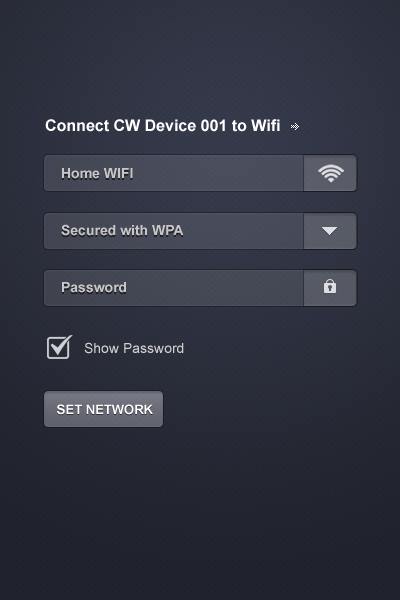 Connect CW Device 001 to Wifi
Home WIFI
Secured with WPA
Password
Show Password
SET NETWORK